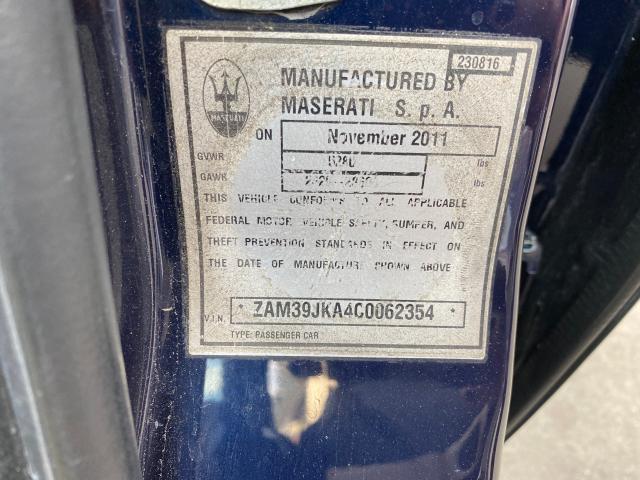 230816
MASERATI
MANUFACTURED BY
MASERATI S.p.A.
ON November 2011
GVWR lbs
GAWR lbs
THIS VEHICLE CONFORMS TO ALL APPLICABLE
FEDERAL MOTOR VEHICLE SAFETY, BUMPER, AND
THEFT PREVENTION STANDARDS IN EFFECT ON
THE DATE OF MANUFACTURE SHOWN ABOVE
V.I.N. * ZAM39JKA4C0062354 *
TYPE: PASSENGER CAR